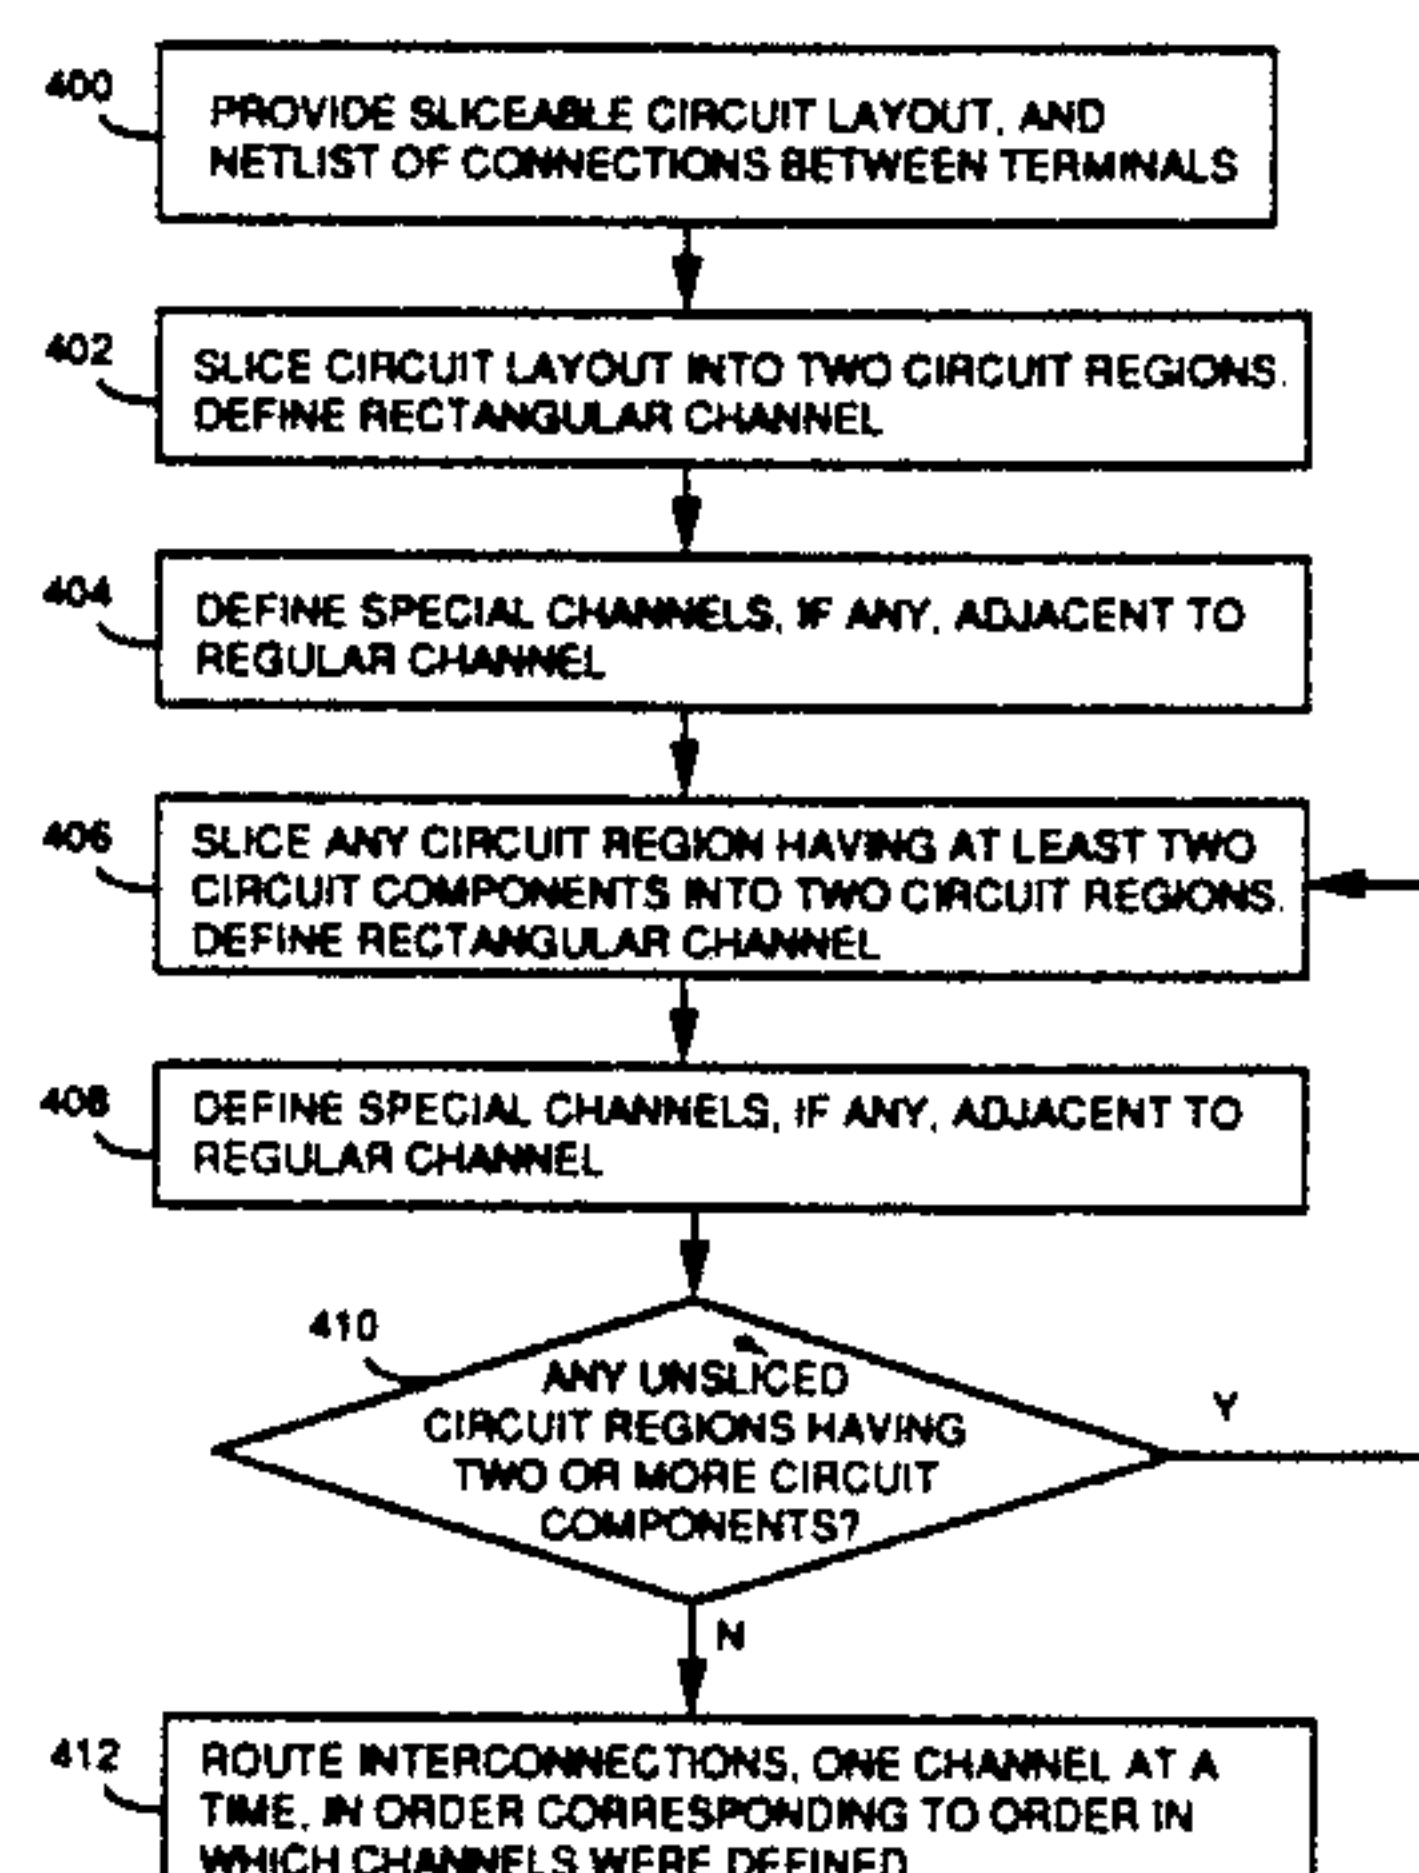 400
PROVIDE SLICEABLE CIRCUIT LAYOUT, AND
NETLIST OF CONNECTIONS BETWEEN TERMINALS
402
SLICE CIRCUIT LAYOUT INTO TWO CIRCUIT REGIONS.
DEFINE RECTANGULAR CHANNEL
404
DEFINE SPECIAL CHANNELS, IF ANY, ADJACENT TO
REGULAR CHANNEL
406
SLICE ANY CIRCUIT REGION HAVING AT LEAST TWO
CIRCUIT COMPONENTS INTO TWO CIRCUIT REGIONS.
DEFINE RECTANGULAR CHANNEL
408
DEFINE SPECIAL CHANNELS, IF ANY, ADJACENT TO
REGULAR CHANNEL
410
ANY UNSLICED
CIRCUIT REGIONS HAVING
TWO OR MORE CIRCUIT
COMPONENTS?
Y
N
412
ROUTE INTERCONNECTIONS, ONE CHANNEL AT A
TIME, IN ORDER CORRESPONDING TO ORDER IN
WHICH CHANNELS WERE DEFINED